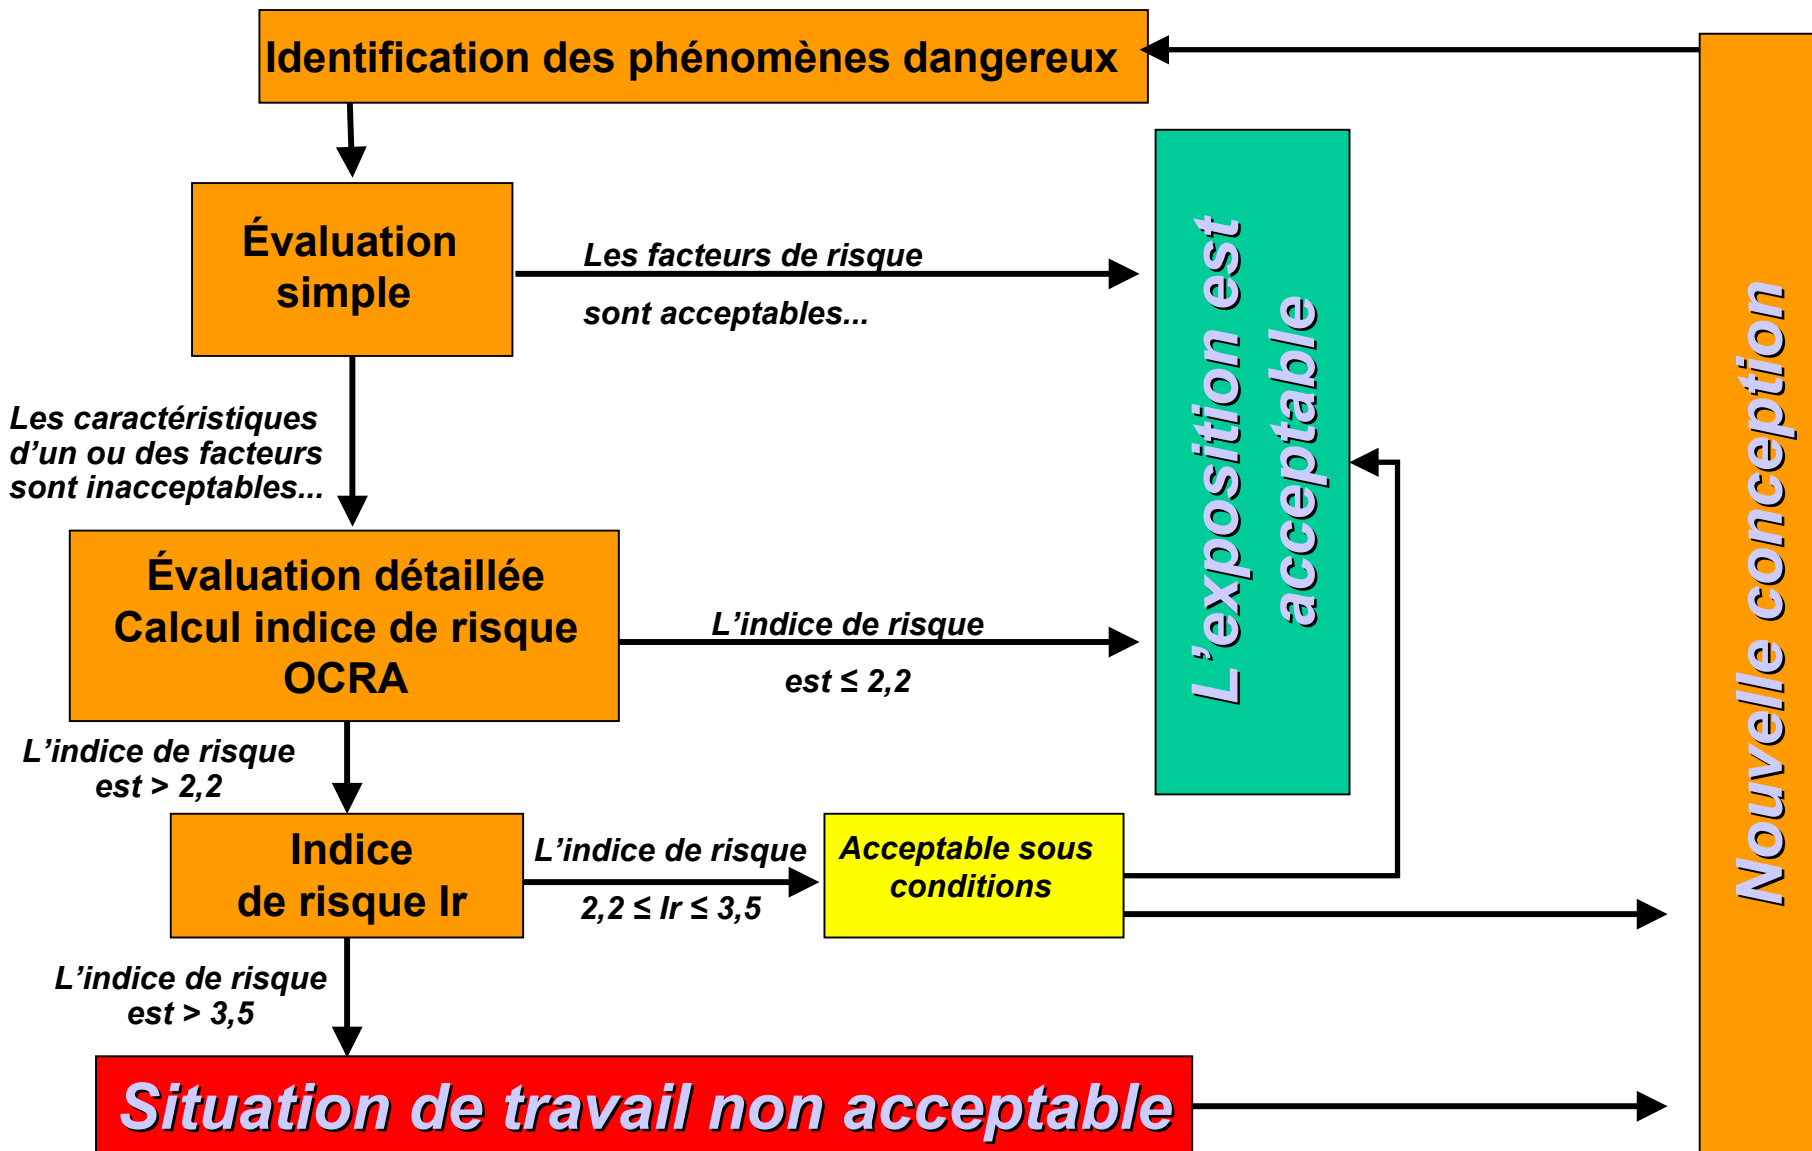 Identification des phénomènes dangereux
Évaluation
simple
Les facteurs de risque
sont acceptables...
Les caractéristiques
d’un ou des facteurs
sont inacceptables...
Évaluation détaillée
Calcul indice de risque
OCRA
L’indice de risque
est ≤ 2,2
L’exposition est
acceptable
Nouvelle conception
L’indice de risque
est > 2,2
Indice
de risque Ir
L’indice de risque
2,2 ≤ Ir ≤ 3,5
Acceptable sous
conditions
L’indice de risque
est > 3,5
Situation de travail non acceptable